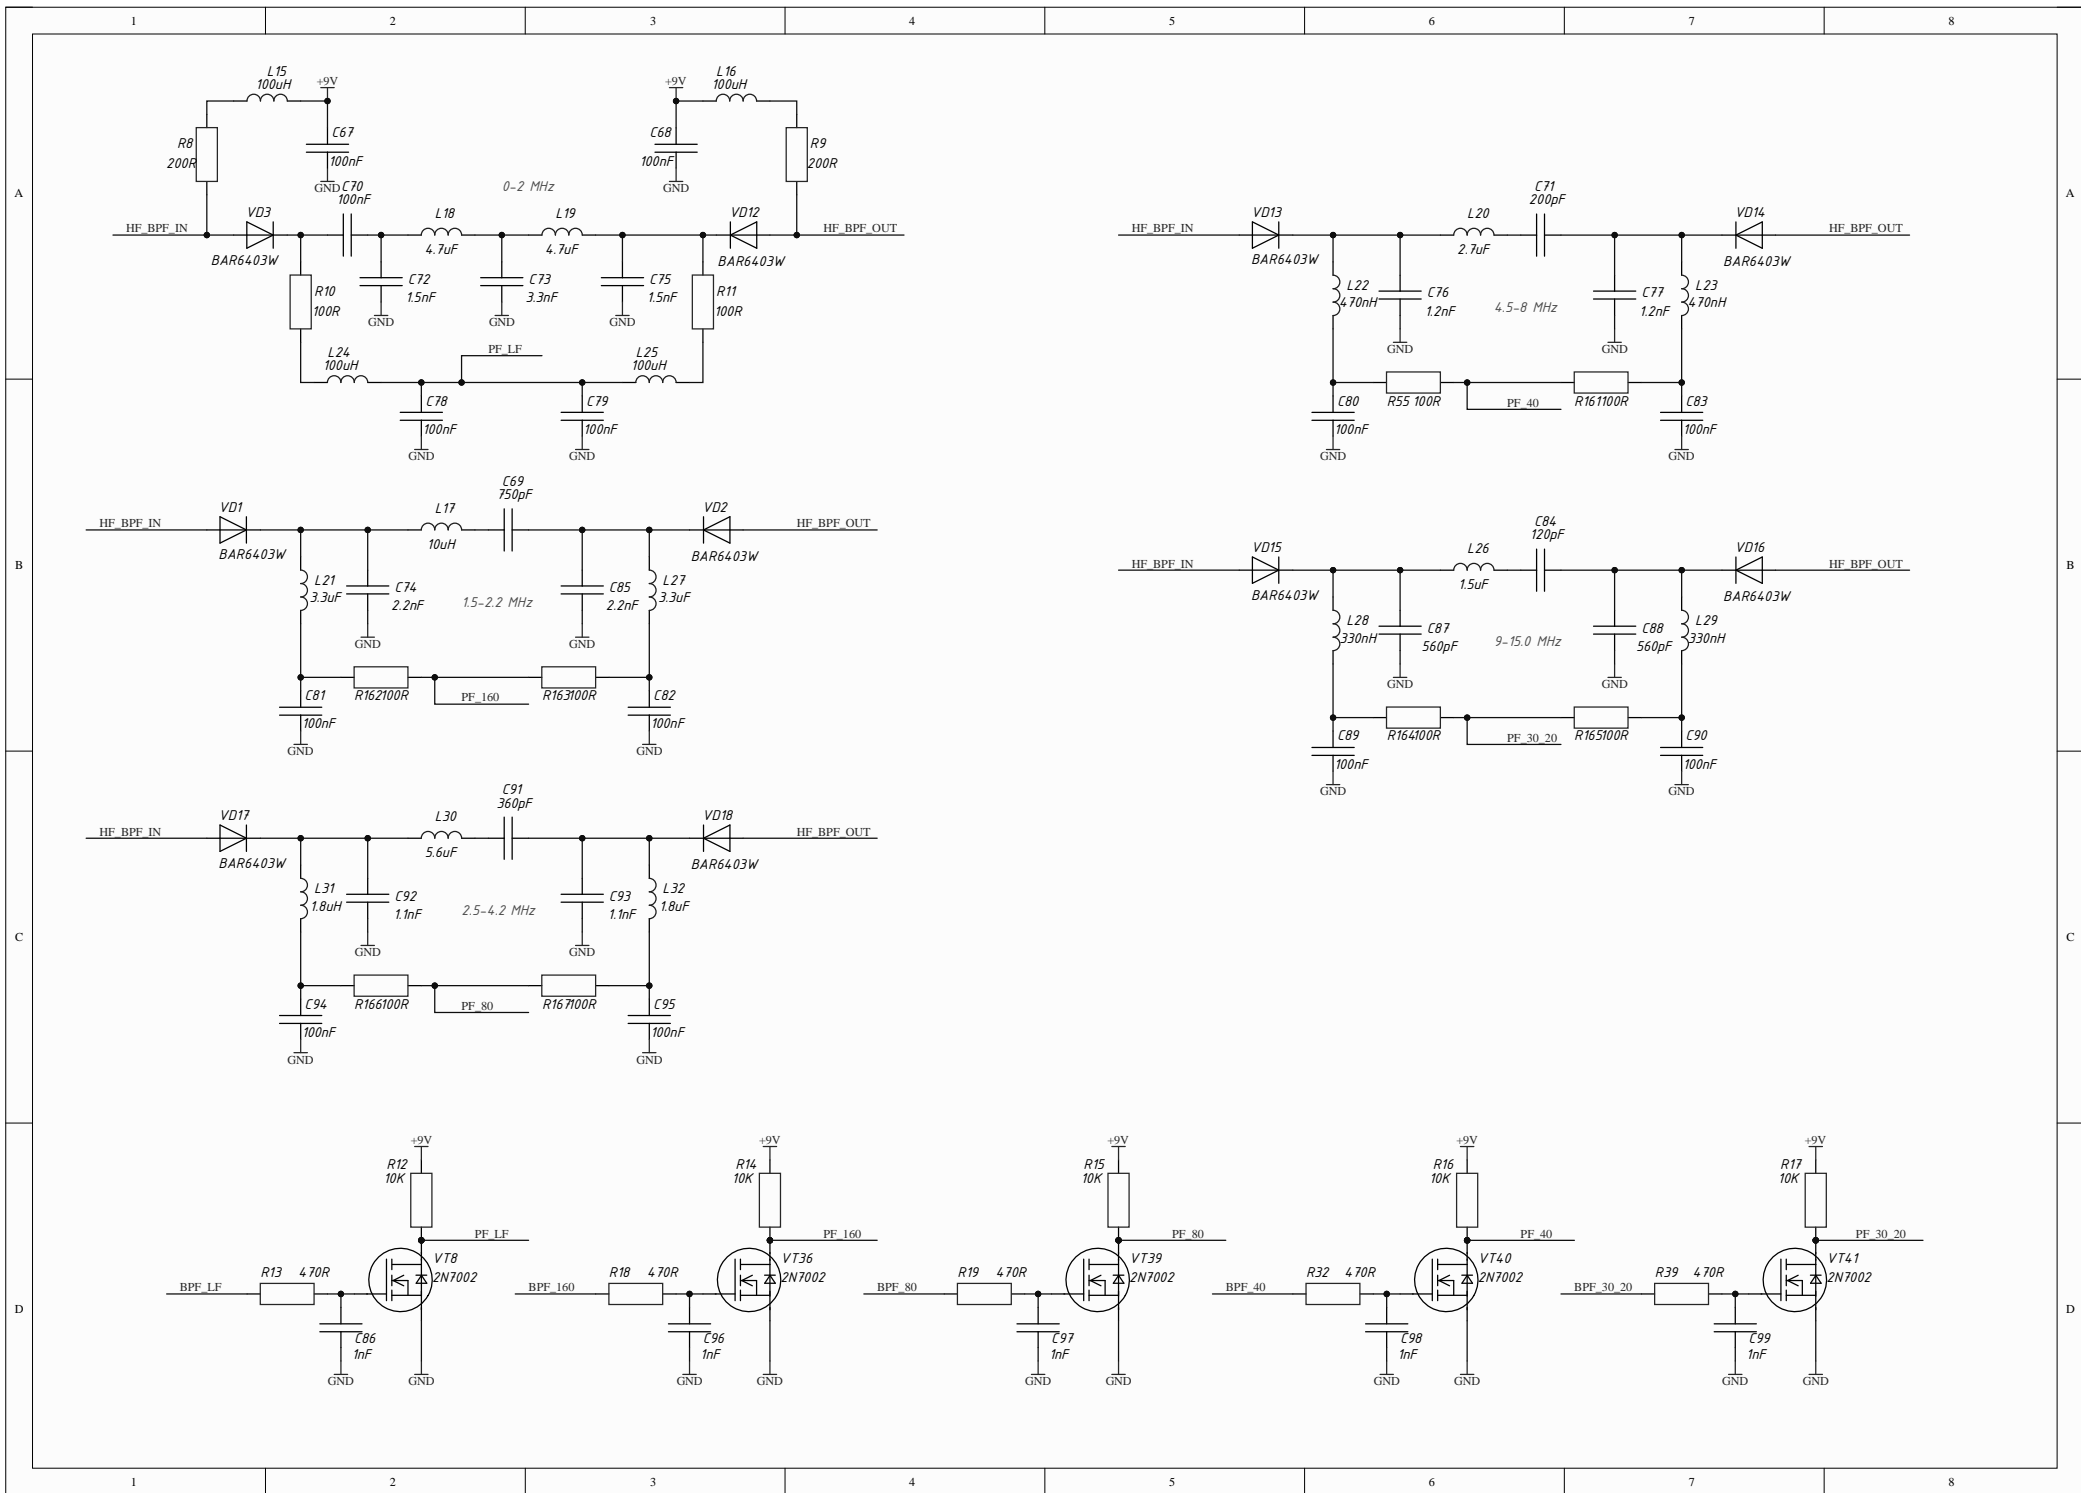 1 2 3 4 5 6 7 8
A A
B B
C C
D D
L15
100uH
+9V
R8
200R
C67
100nF
GND
+9V
L16
100uH
C68
100nF
GND
R9
200R
C70
100nF
0-2 MHz
HF_BPF_IN
VD3
BAR6403W
L18
4.7uF
L19
4.7uF
VD12
BAR6403W
HF_BPF_OUT
R10
100R
C72
1.5nF
GND
C73
3.3nF
GND
C75
1.5nF
GND
R11
100R
L24
100uH
PF_LF
L25
100uH
C78
100nF
GND
C79
100nF
GND
HF_BPF_IN
VD13
BAR6403W
L20
2.7uF
C71
200pF
VD14
BAR6403W
HF_BPF_OUT
L22
470nH
C76
1.2nF
GND
4.5-8 MHz
C77
1.2nF
GND
L23
470nH
C80
100nF
GND
R55 100R
PF_40
R161100R
C83
100nF
GND
HF_BPF_IN
VD1
BAR6403W
L17
10uH
C69
750pF
VD2
BAR6403W
HF_BPF_OUT
L21
3.3uF
C74
2.2nF
GND
1.5-2.2 MHz
C85
2.2nF
GND
L27
3.3uF
C81
100nF
GND
R162100R
PF_160
R163100R
C82
100nF
GND
HF_BPF_IN
VD15
BAR6403W
L26
1.5uF
C84
120pF
VD16
BAR6403W
HF_BPF_OUT
L28
330nH
C87
560pF
GND
9-15.0 MHz
C88
560pF
GND
L29
330nH
C89
100nF
GND
R164100R
PF_30_20
R165100R
C90
100nF
GND
HF_BPF_IN
VD17
BAR6403W
L30
5.6uF
C91
360pF
VD18
BAR6403W
HF_BPF_OUT
L31
1.8uH
C92
1.1nF
GND
2.5-4.2 MHz
C93
1.1nF
GND
L32
1.8uF
C94
100nF
GND
R166100R
PF_80
R167100R
C95
100nF
GND
+9V
R12
10K
PF_LF
VT8
2N7002
BPF_LF
R13 470R
C86
1nF
GND
GND
+9V
R14
10K
PF_160
VT36
2N7002
BPF_160
R18 470R
C96
1nF
GND
GND
+9V
R15
10K
PF_80
VT39
2N7002
BPF_80
R19 470R
C97
1nF
GND
GND
+9V
R16
10K
PF_40
VT40
2N7002
BPF_40
R32 470R
C98
1nF
GND
GND
+9V
R17
10K
PF_30_20
VT41
2N7002
BPF_30_20
R39 470R
C99
1nF
GND
GND
1 2 3 4 5 6 7 8